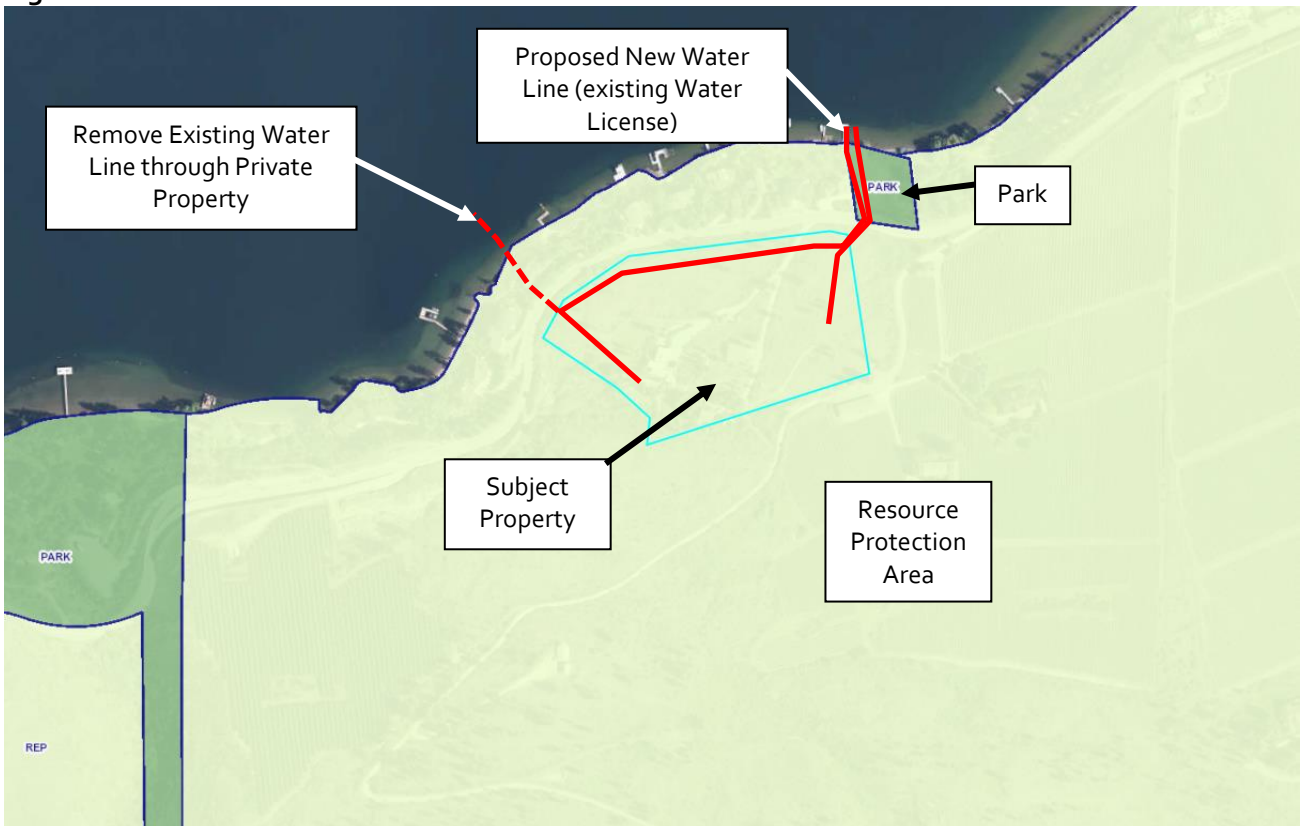 Proposed New Water
Line (existing Water
License)
Remove Existing Water
Line through Private
Property
PARK
Park
Subject
Property
Resource
Protection
Area
PARK
REP